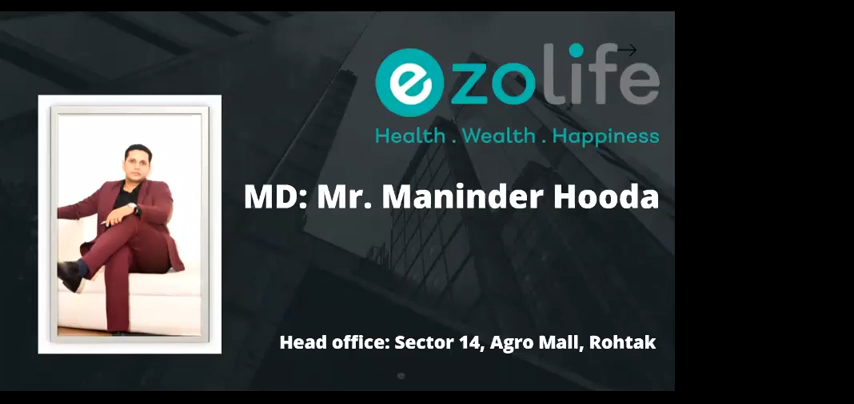 ezolife
Health . Wealth . Happiness
MD: Mr. Maninder Hooda
Head office: Sector 14, Agro Mall, Rohtak